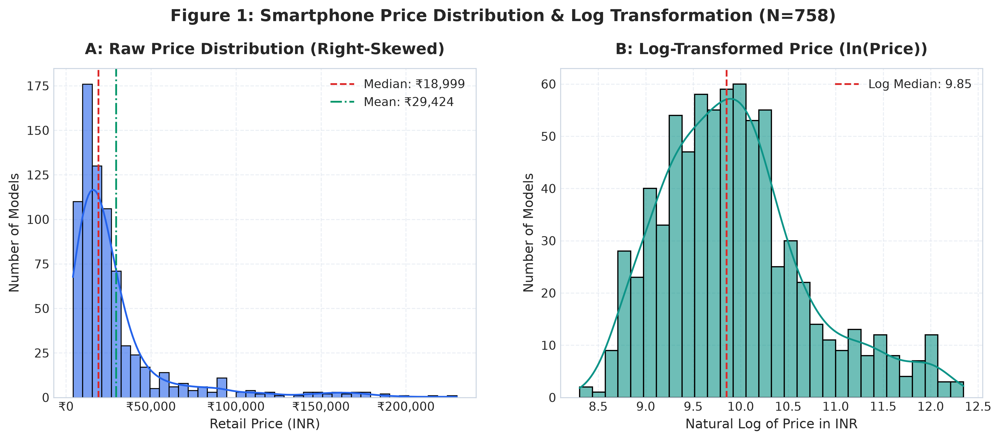 Figure 1: Smartphone Price Distribution & Log Transformation (N=758)
A: Raw Price Distribution (Right-Skewed)
Median: ₹18,999
Mean: ₹29,424
Number of Models
175
150
125
100
75
50
25
0
₹0
₹50,000
₹100,000
₹150,000
₹200,000
Retail Price (INR)
B: Log-Transformed Price (ln(Price))
Log Median: 9.85
Number of Models
60
50
40
30
20
10
0
8.5
9.0
9.5
10.0
10.5
11.0
11.5
12.0
12.5
Natural Log of Price in INR